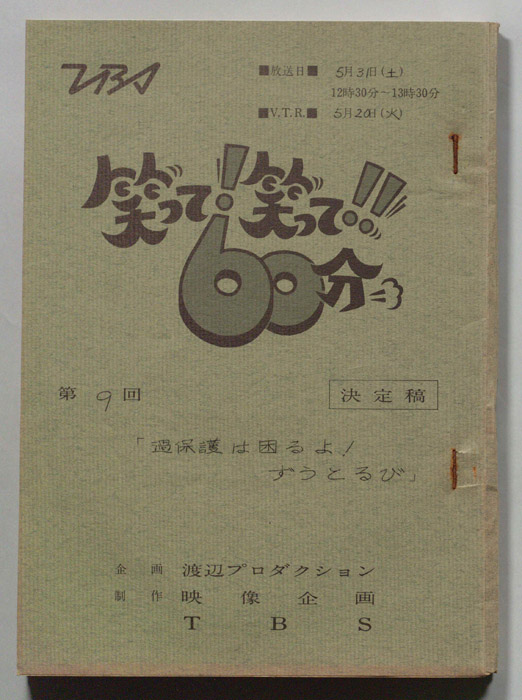 TBS
■放送日■ 5月31日(土)
12時30分～13時30分
■V.T.R.■ 5月20日(火)
笑って!笑って!!
60分
第9回
決定稿
「過保護は困るよ!
ずうとるび」
企画 渡辺プロダクション
制作 映像企画
TBS